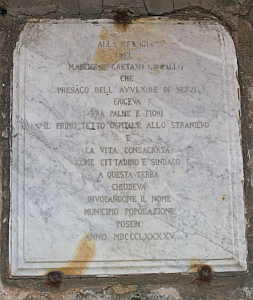 ALLA MEMORIA
DEL
MARCHESE GAETANO GROPALLO
CHE
PRESAGO DELL'AVVENIRE DI NERVI
ERIGEVA
FRA PALME E FIORI
IL PRIMO TETTO OSPITALE ALLO STRANIERO
E
LA VITA CONSACRATA
COME CITTADINO E SINDACO
A QUESTA TERRA
CHIUDEVA
INVOCANDONE IL NOME
MUNICIPIO POPOLAZIONE
POSERO
ANNO